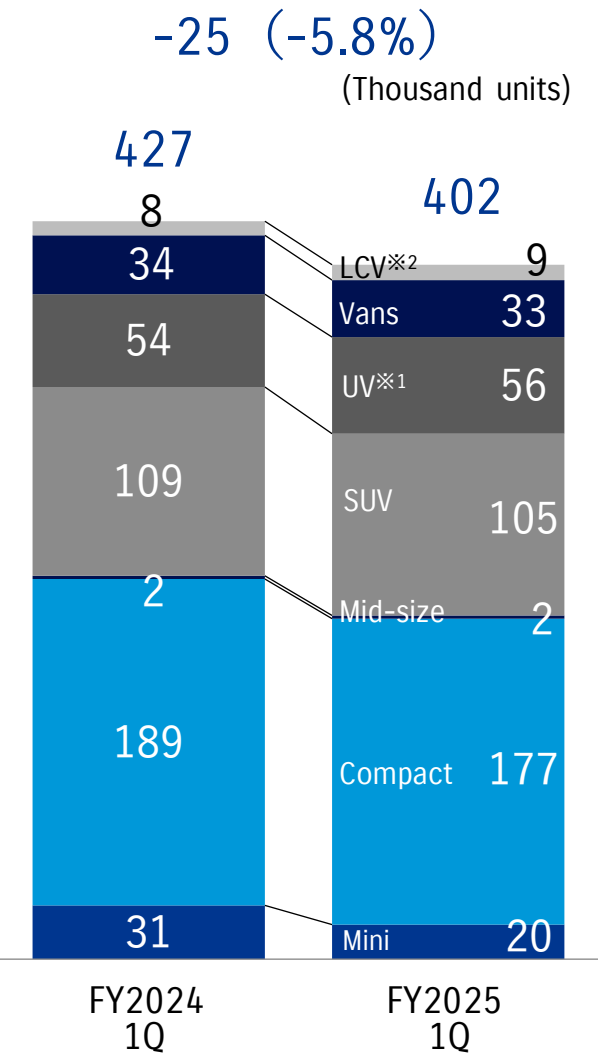 -25 (-5.8%)
(Thousand units)
427
402
8
34
54
109
2
189
31
LCV※2 9
Vans 33
UV※1 56
SUV 105
Mid-size 2
Compact 177
Mini 20
FY2024
1Q
FY2025
1Q